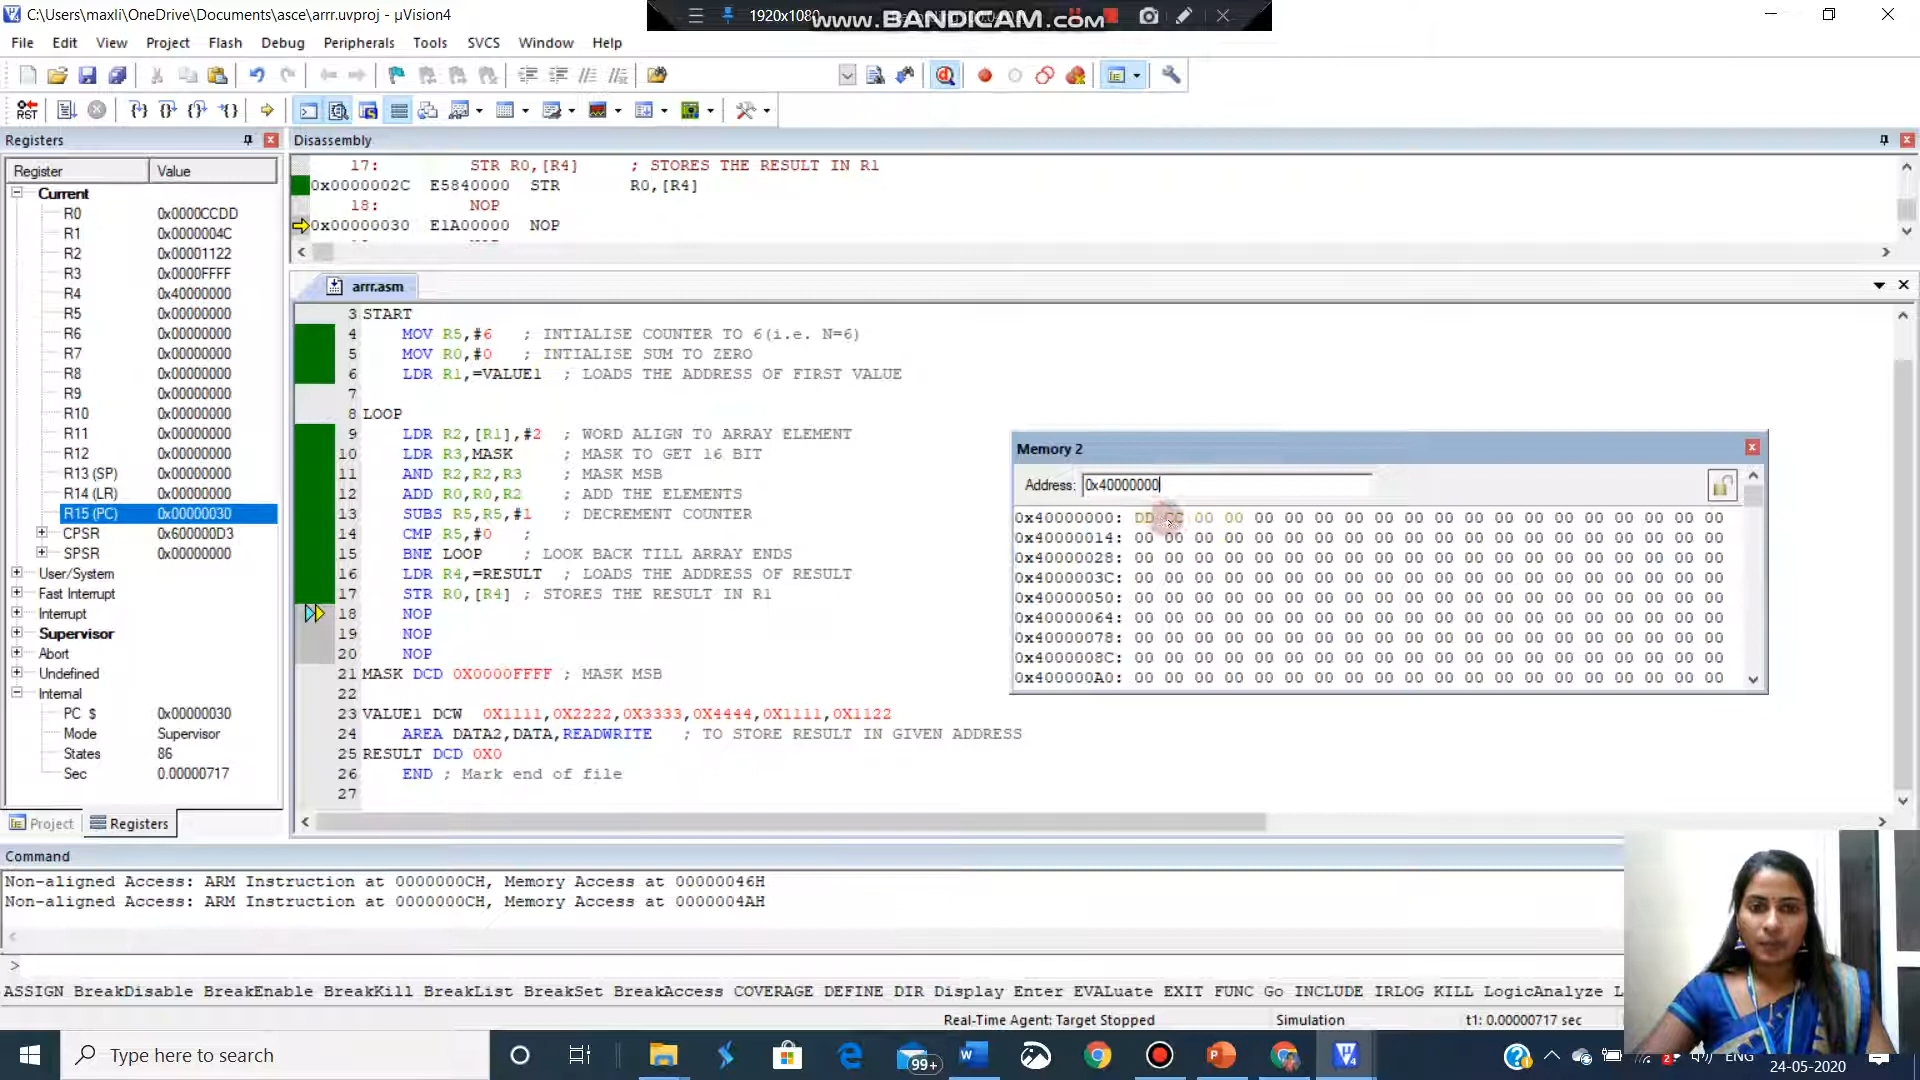 C:\Users\maxli\OneDrive\Documents\asce\arrr.uvproj - µVision4
1920x1080
www.BANDICAM.com
File Edit View Project Flash Debug Peripherals Tools SVCS Window Help
Registers
Register Value
Current
R0 0x0000CCDD
R1 0x0000004C
R2 0x00001122
R3 0x0000FFFF
R4 0x40000000
R5 0x00000000
R6 0x00000000
R7 0x00000000
R8 0x00000000
R9 0x00000000
R10 0x00000000
R11 0x00000000
R12 0x00000000
R13 (SP) 0x00000000
R14 (LR) 0x00000000
R15 (PC) 0x00000030
CPSR 0x600000D3
SPSR 0x00000000
User/System
Fast Interrupt
Interrupt
Supervisor
Abort
Undefined
Internal
PC $ 0x00000030
Mode Supervisor
States 86
Sec 0.00000717
Project Registers
Disassembly
17: STR R0,[R4] ; STORES THE RESULT IN R1
0x0000002C E5840000 STR R0,[R4]
18: NOP
0x00000030 E1A00000 NOP
arrr.asm
3 START
4 MOV R5,#6 ; INTIALISE COUNTER TO 6(i.e. N=6)
5 MOV R0,#0 ; INTIALISE SUM TO ZERO
6 LDR R1,=VALUE1 ; LOADS THE ADDRESS OF FIRST VALUE
7
8 LOOP
9 LDR R2,[R1],#2 ; WORD ALIGN TO ARRAY ELEMENT
10 LDR R3,MASK ; MASK TO GET 16 BIT
11 AND R2,R2,R3 ; MASK MSB
12 ADD R0,R0,R2 ; ADD THE ELEMENTS
13 SUBS R5,R5,#1 ; DECREMENT COUNTER
14 CMP R5,#0 ;
15 BNE LOOP ; LOOK BACK TILL ARRAY ENDS
16 LDR R4,=RESULT ; LOADS THE ADDRESS OF RESULT
17 STR R0,[R4] ; STORES THE RESULT IN R1
18 NOP
19 NOP
20 NOP
21 MASK DCD 0X0000FFFF ; MASK MSB
22
23 VALUE1 DCW 0X1111,0X2222,0X3333,0X4444,0X1111,0X1122
24 AREA DATA2,DATA,READWRITE ; TO STORE RESULT IN GIVEN ADDRESS
25 RESULT DCD 0X0
26 END ; Mark end of file
27
Memory 2
Address: 0x40000000
0x40000000: DD CC 00 00 00 00 00 00 00 00 00 00 00 00 00 00 00 00 00 00
0x40000014: 00 00 00 00 00 00 00 00 00 00 00 00 00 00 00 00 00 00 00 00
0x40000028: 00 00 00 00 00 00 00 00 00 00 00 00 00 00 00 00 00 00 00 00
0x4000003C: 00 00 00 00 00 00 00 00 00 00 00 00 00 00 00 00 00 00 00 00
0x40000050: 00 00 00 00 00 00 00 00 00 00 00 00 00 00 00 00 00 00 00 00
0x40000064: 00 00 00 00 00 00 00 00 00 00 00 00 00 00 00 00 00 00 00 00
0x40000078: 00 00 00 00 00 00 00 00 00 00 00 00 00 00 00 00 00 00 00 00
0x4000008C: 00 00 00 00 00 00 00 00 00 00 00 00 00 00 00 00 00 00 00 00
0x400000A0: 00 00 00 00 00 00 00 00 00 00 00 00 00 00 00 00 00 00 00 00
Command
Non-aligned Access: ARM Instruction at 0000000CH, Memory Access at 00000046H
Non-aligned Access: ARM Instruction at 0000000CH, Memory Access at 0000004AH
>
ASSIGN BreakDisable BreakEnable BreakKill BreakList BreakSet BreakAccess COVERAGE DEFINE DIR Display Enter EVALuate EXIT FUNC Go INCLUDE IRLOG KILL LogicAnalyze L
Real-Time Agent: Target Stopped Simulation t1: 0.00000717 sec
Type here to search
99+
ENG
24-05-2020